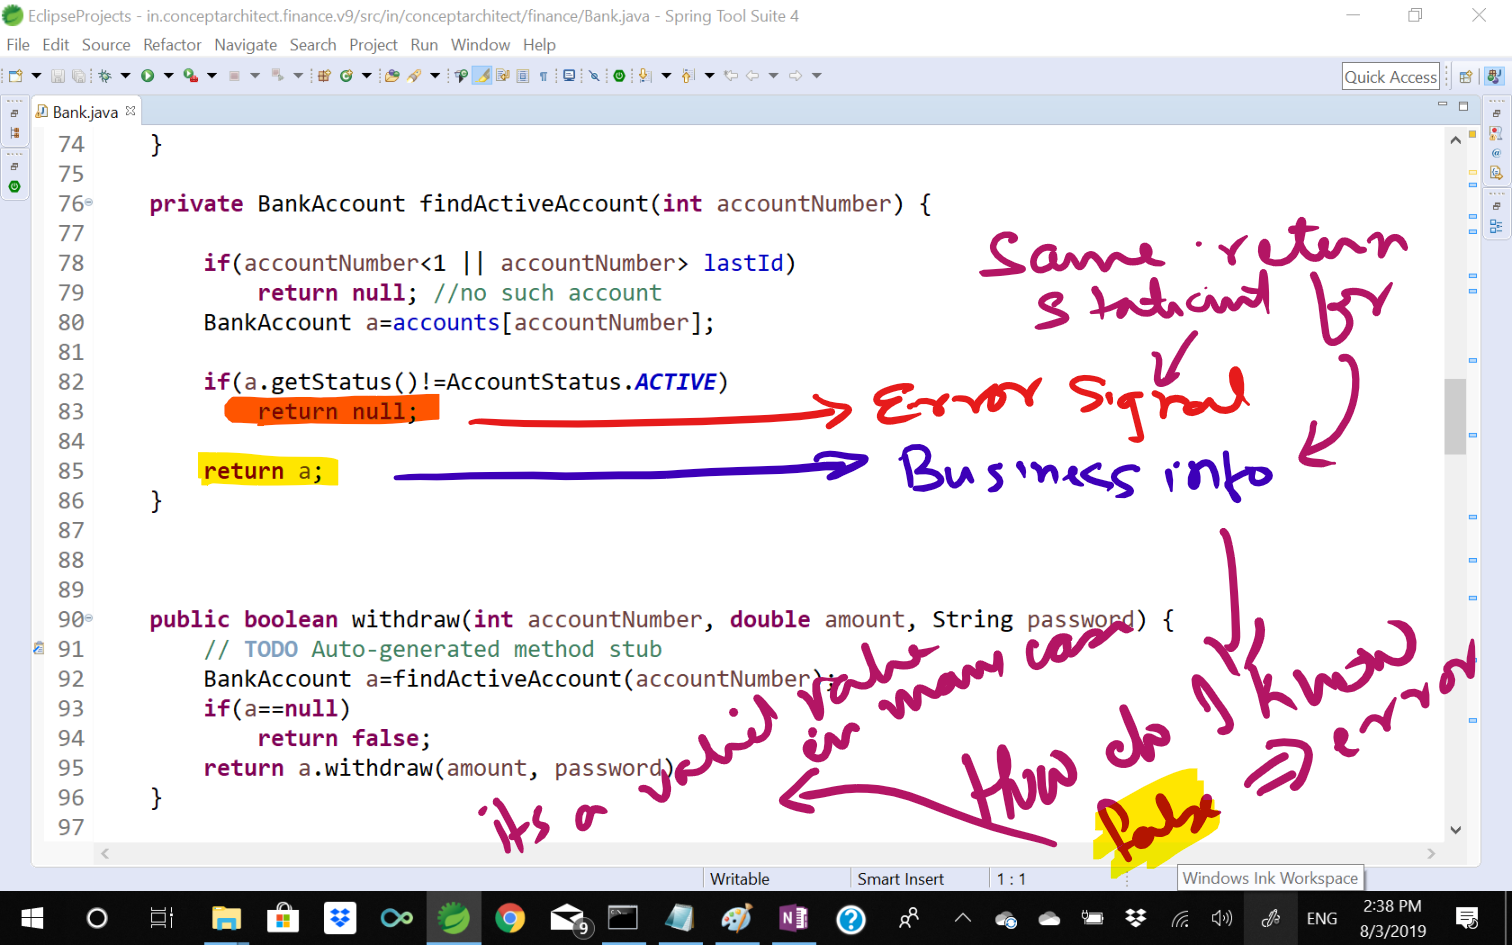 EclipseProjects - in.conceptarchitect.finance.v9/src/in/conceptarchitect/finance/Bank.java - Spring Tool Suite 4
File Edit Source Refactor Navigate Search Project Run Window Help
Quick Access
Bank.java
74 }
75
76 private BankAccount findActiveAccount(int accountNumber) {
77
78 if(accountNumber<1 || accountNumber> lastId)
79 return null; //no such account
80 BankAccount a=accounts[accountNumber];
81
82 if(a.getStatus()!=AccountStatus.ACTIVE)
83 return null;
84
85 return a;
86 }
87
88
89
90 public boolean withdraw(int accountNumber, double amount, String password) {
91 // TODO Auto-generated method stub
92 BankAccount a=findActiveAccount(accountNumber);
93 if(a==null)
94 return false;
95 return a.withdraw(amount, password)
96 }
97
Same return
for
Error Signal
Business info
How do I know
false => error
its a valid value
in many case
Writable Smart Insert 1 : 1
Windows Ink Workspace
9
ENG
2:38 PM
8/3/2019